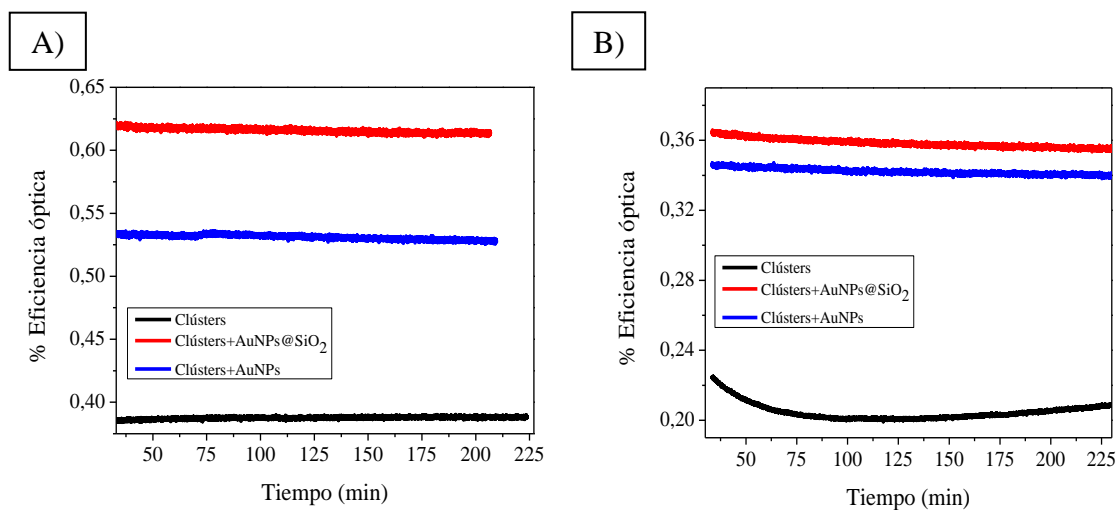 A)
% Eficiencia óptica
0,65
0,60
0,55
0,50
0,45
0,40
Clústers
Clústers+AuNPs@SiO2
Clústers+AuNPs
50 75 100 125 150 175 200 225
Tiempo (min)
B)
% Eficiencia óptica
0,36
0,32
0,28
0,24
0,20
Clústers
Clústers+AuNPs@SiO2
Clústers+AuNPs
50 75 100 125 150 175 200 225
Tiempo (min)